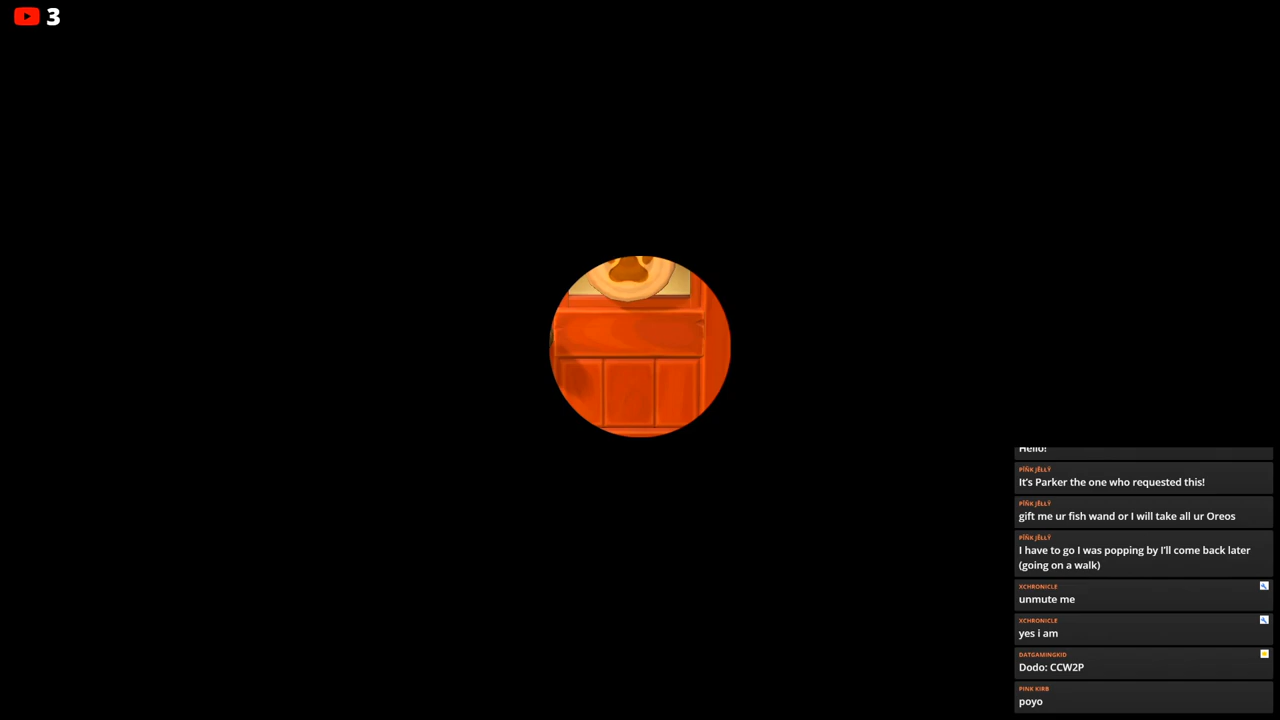 3
Hello!
PÏÑK JËLLŸ
It's Parker the one who requested this!
PÏÑK JËLLŸ
gift me ur fish wand or I will take all ur Oreos
PÏÑK JËLLŸ
I have to go I was popping by I'll come back later
(going on a walk)
XCHRONICLE
unmute me
XCHRONICLE
yes i am
DATGAMINGKID
Dodo: CCW2P
PINK KIRB
poyo